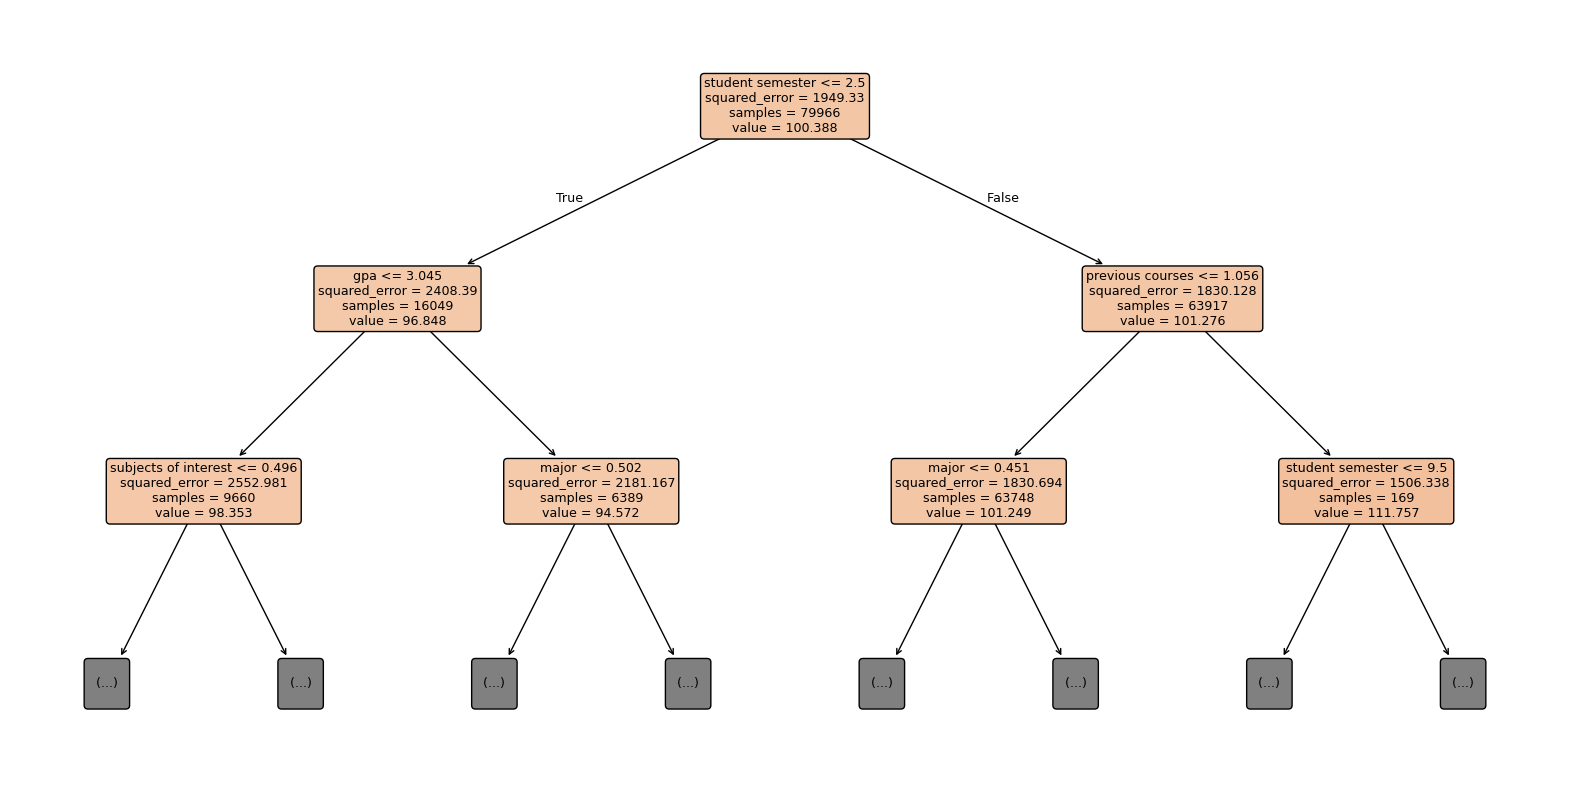 student semester <= 2.5
squared_error = 1949.33
samples = 79966
value = 100.388
True
False
gpa <= 3.045
squared_error = 2408.39
samples = 16049
value = 96.848
previous courses <= 1.056
squared_error = 1830.128
samples = 63917
value = 101.276
subjects of interest <= 0.496
squared_error = 2552.981
samples = 9660
value = 98.353
major <= 0.502
squared_error = 2181.167
samples = 6389
value = 94.572
major <= 0.451
squared_error = 1830.694
samples = 63748
value = 101.249
student semester <= 9.5
squared_error = 1506.338
samples = 169
value = 111.757
(...)
(...)
(...)
(...)
(...)
(...)
(...)
(...)